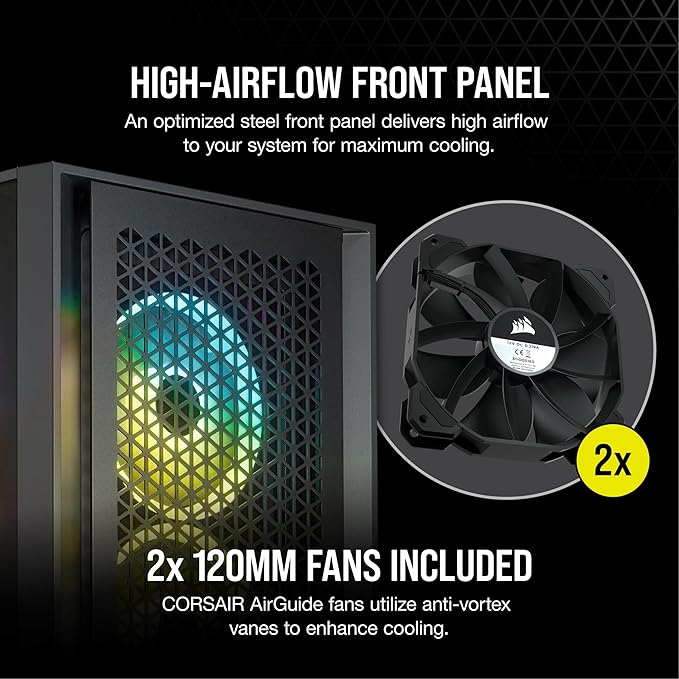 HIGH-AIRFLOW FRONT PANEL
An optimized steel front panel delivers high airflow
to your system for maximum cooling.
2x
2x 120MM FANS INCLUDED
CORSAIR AirGuide fans utilize anti-vortex
vanes to enhance cooling.